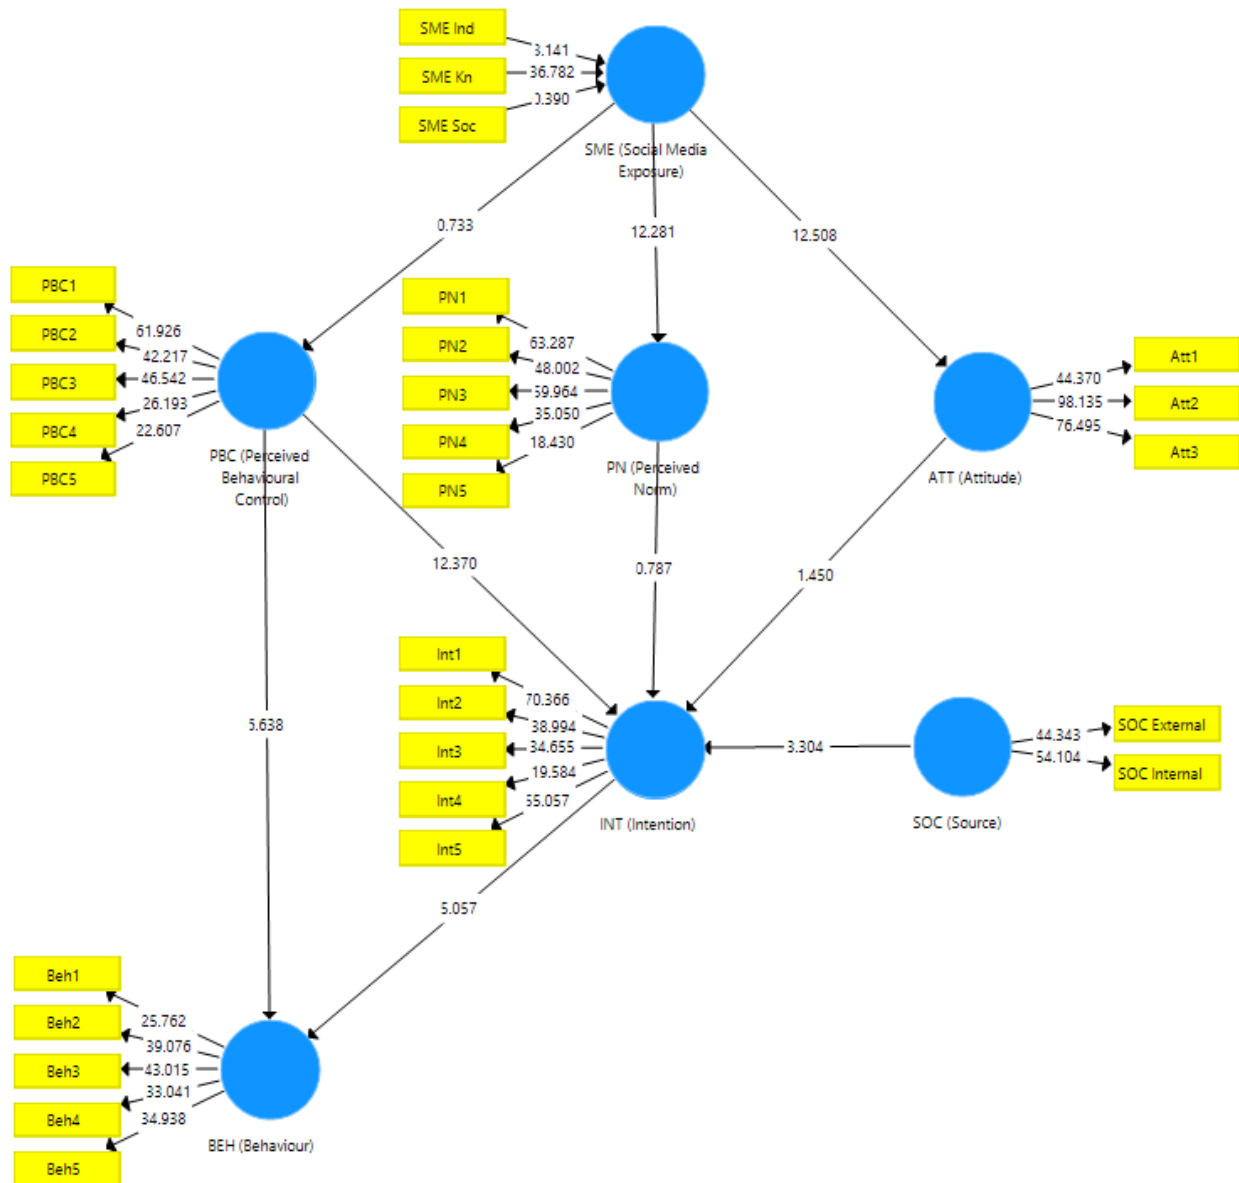 SME Ind
SME Kn
36.782
SME Soc
SME (Social Media
Exposure)
0.733
12.281
12.508
PBC1
PBC2
PBC3
PBC4
PBC5
61.926
42.217
46.542
26.193
22.607
PBC (Perceived
Behavioural
Control)
PN1
PN2
PN3
PN4
PN5
63.287
48.002
35.050
18.430
PN (Perceived
Norm)
44.370
98.135
76.495
Att1
Att2
Att3
ATT (Attitude)
12.370
0.787
1.450
Int1
Int2
Int3
Int4
Int5
70.366
38.994
34.655
19.584
INT (Intention)
3.304
44.343
54.104
SOC External
SOC Internal
SOC (Source)
5.057
Beh1
Beh2
Beh3
Beh4
Beh5
25.762
39.076
43.015
33.041
34.938
BEH (Behaviour)